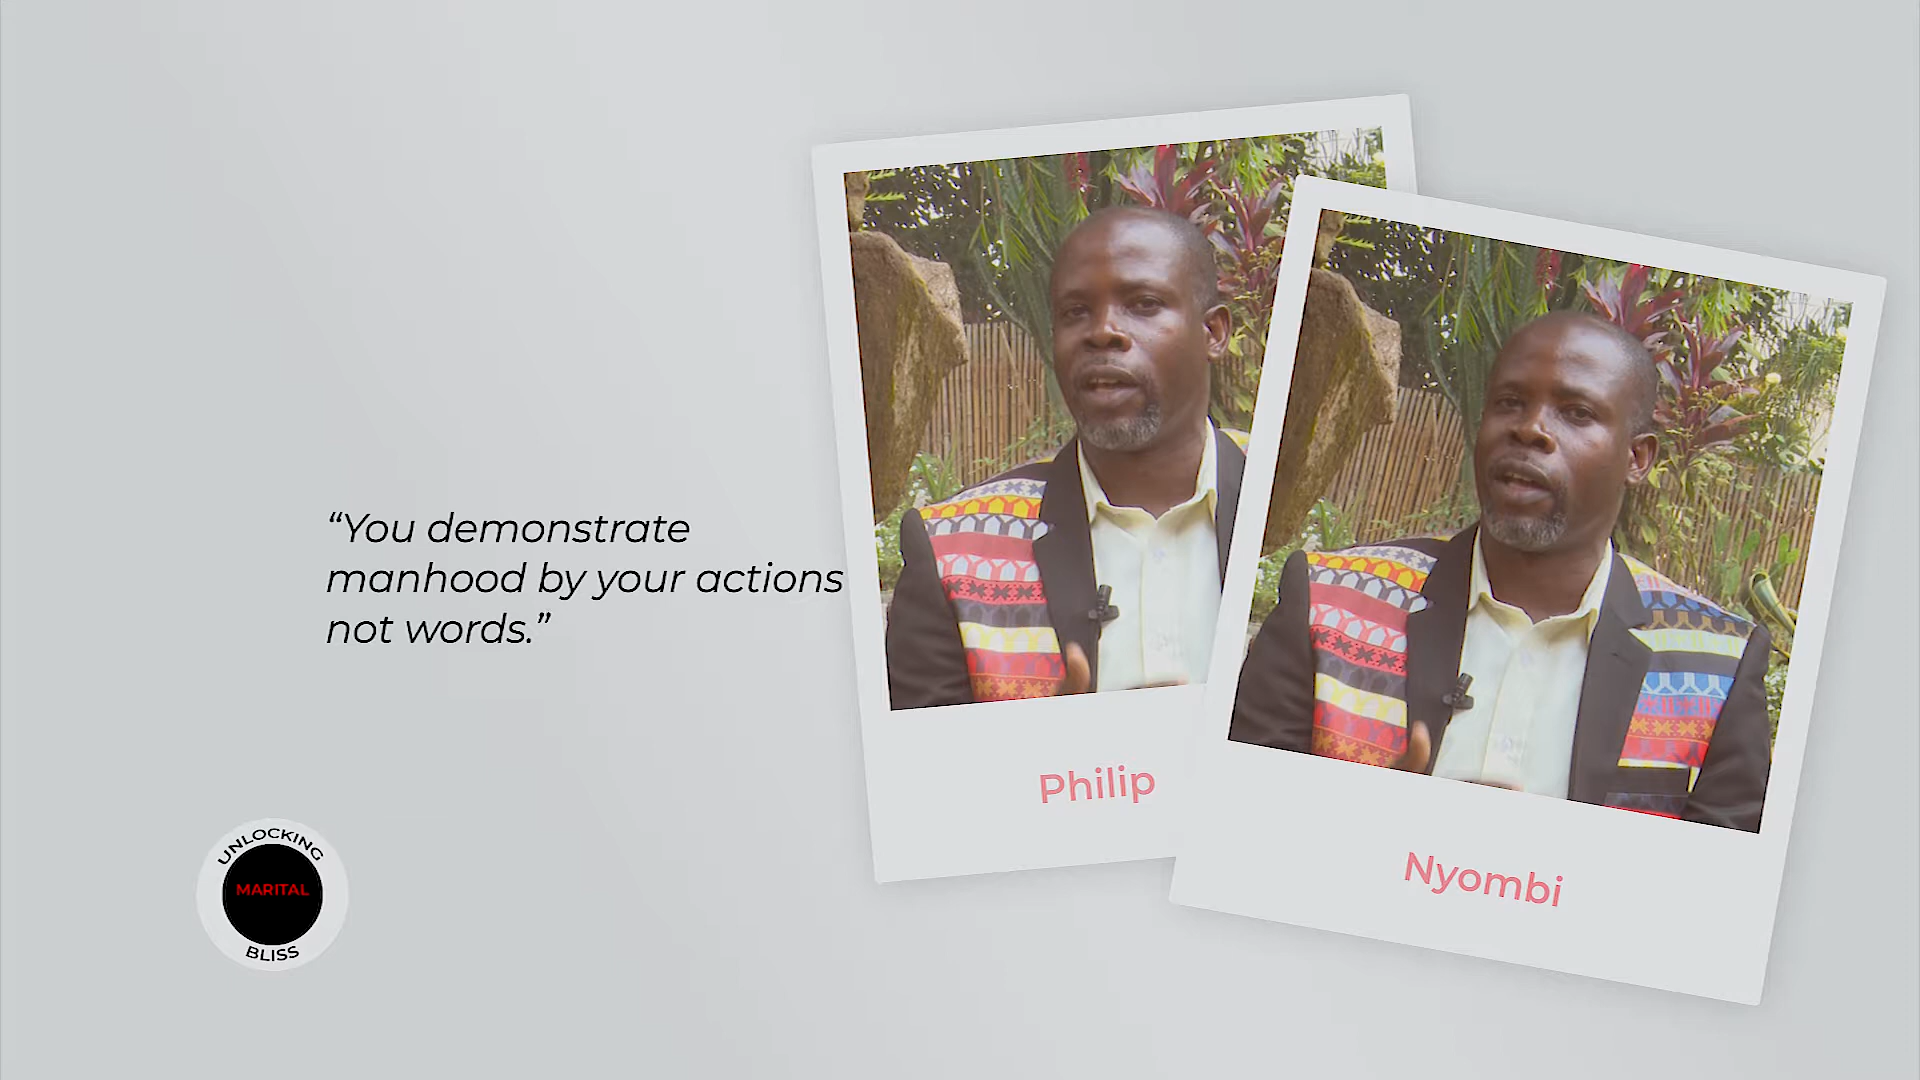 “You demonstrate
manhood by your actions
not words.”
Philip
Nyombi
UNLOCKING
MARITAL
BLISS